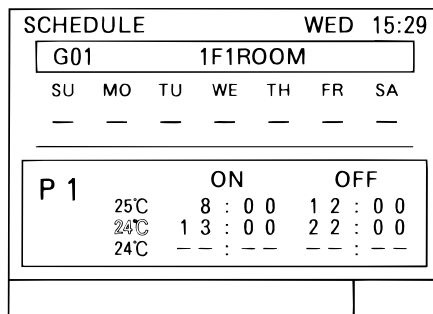 SCHEDULE WED 15:29
G01 1F1ROOM
SU MO TU WE TH FR SA
— — — — — — —
P1 ON OFF
25℃ 8:00 12:00
24℃ 13:00 22:00
24℃ --:-- --:--